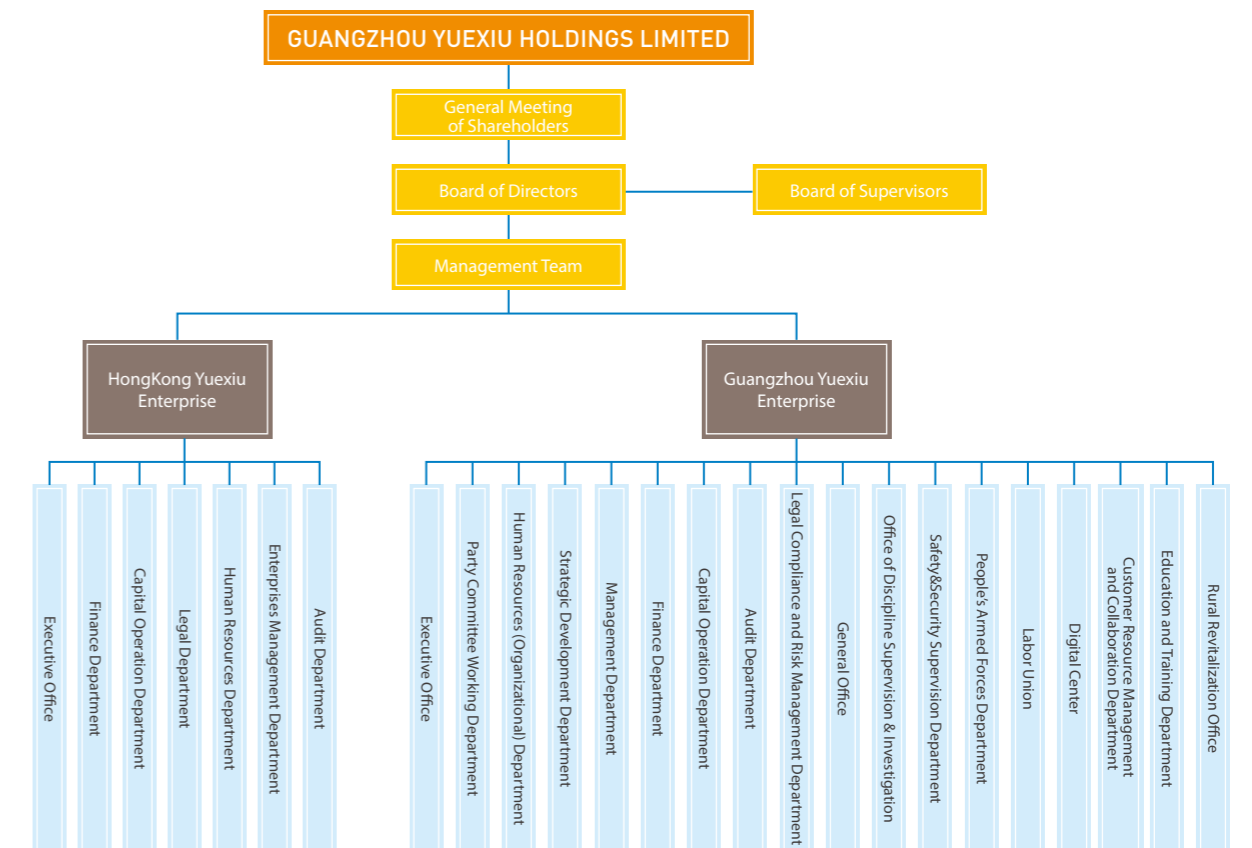 GUANGZHOU YUEXIU HOLDINGS LIMITED
General Meeting
of Shareholders
Board of Directors
Board of Supervisors
Management Team
HongKong Yuexiu
Enterprise
Guangzhou Yuexiu
Enterprise
Executive Office
Finance Department
Capital Operation Department
Legal Department
Human Resources Department
Enterprises Management Department
Audit Department
Executive Office
Party Committee Working Department
Human Resources (Organizational) Department
Strategic Development Department
Management Department
Finance Department
Capital Operation Department
Audit Department
Legal Compliance and Risk Management Department
General Office
Office of Discipline Supervision & Investigation
Safety&Security Supervision Department
People's Armed Forces Department
Labor Union
Digital Center
Customer Resource Management
and Collaboration Department
Education and Training Department
Rural Revitalization Office